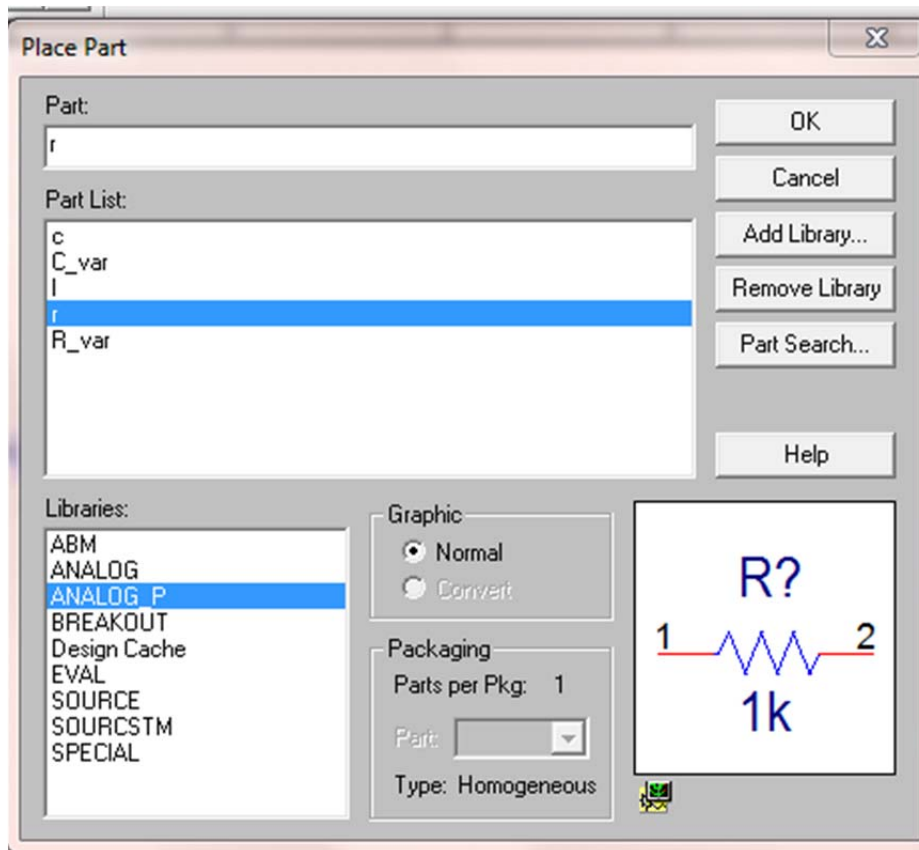 Place Part
Part:
r
OK
Cancel
Part List:
c
C_var
l
r
R_var
Add Library...
Remove Library
Part Search...
Help
Libraries:
ABM
ANALOG
ANALOG_P
BREAKOUT
Design Cache
EVAL
SOURCE
SOURCSTM
SPECIAL
Graphic
Normal
Convert
Packaging
Parts per Pkg: 1
Part:
Type: Homogeneous
R?
1 2
1k